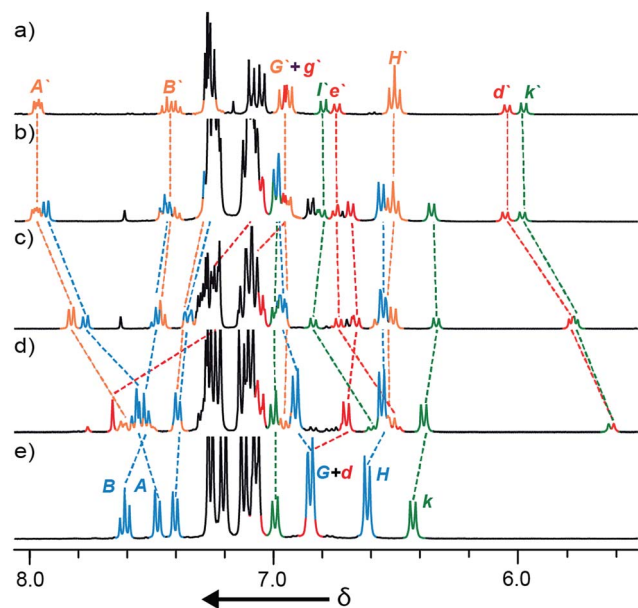 a)
A` B` G`+g` l` e` H` d` k`
b)
c)
d)
e)
B A G+d H k
8.0 7.0 6.0
δ